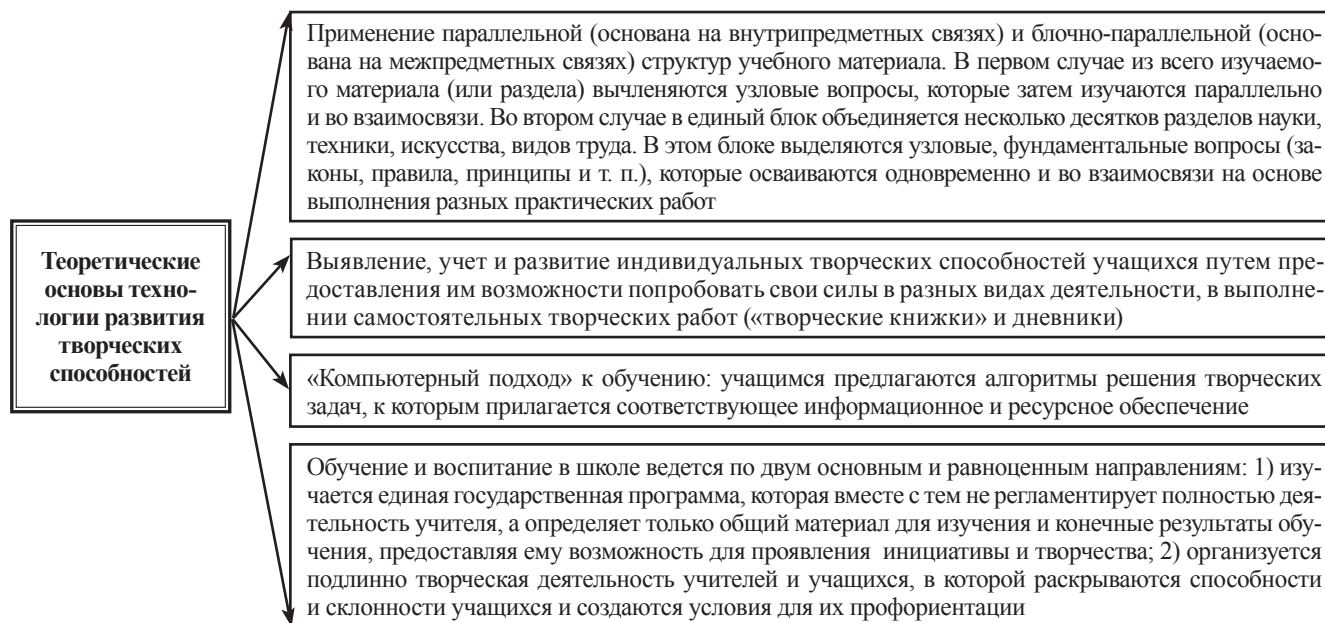 Применение параллельной (основана на внутрипредметных связях) и блочно-параллельной (осно-
вана на межпредметных связях) структур учебного материала. В первом случае из всего изучаемо-
го материала (или раздела) вычленяются узловые вопросы, которые затем изучаются параллельно
и во взаимосвязи. Во втором случае в единый блок объединяется несколько десятков разделов науки,
техники, искусства, видов труда. В этом блоке выделяются узловые, фундаментальные вопросы (за-
коны, правила, принципы и т. п.), которые осваиваются одновременно и во взаимосвязи на основе
выполнения разных практических работ
Теоретические
основы техно-
логии развития
творческих
способностей
Выявление, учет и развитие индивидуальных творческих способностей учащихся путем пре-
доставления им возможности попробовать свои силы в разных видах деятельности, в выполне-
нии самостоятельных творческих работ («творческие книжки» и дневники)
«Компьютерный подход» к обучению: учащимся предлагаются алгоритмы решения творческих
задач, к которым прилагается соответствующее информационное и ресурсное обеспечение
Обучение и воспитание в школе ведется по двум основным и равноценным направлениям: 1) изу-
чается единая государственная программа, которая вместе с тем не регламентирует полностью дея-
тельность учителя, а определяет только общий материал для изучения и конечные результаты обу-
чения, предоставляя ему возможность для проявления инициативы и творчества; 2) организуется
подлинно творческая деятельность учителей и учащихся, в которой раскрываются способности
и склонности учащихся и создаются условия для их профориентации